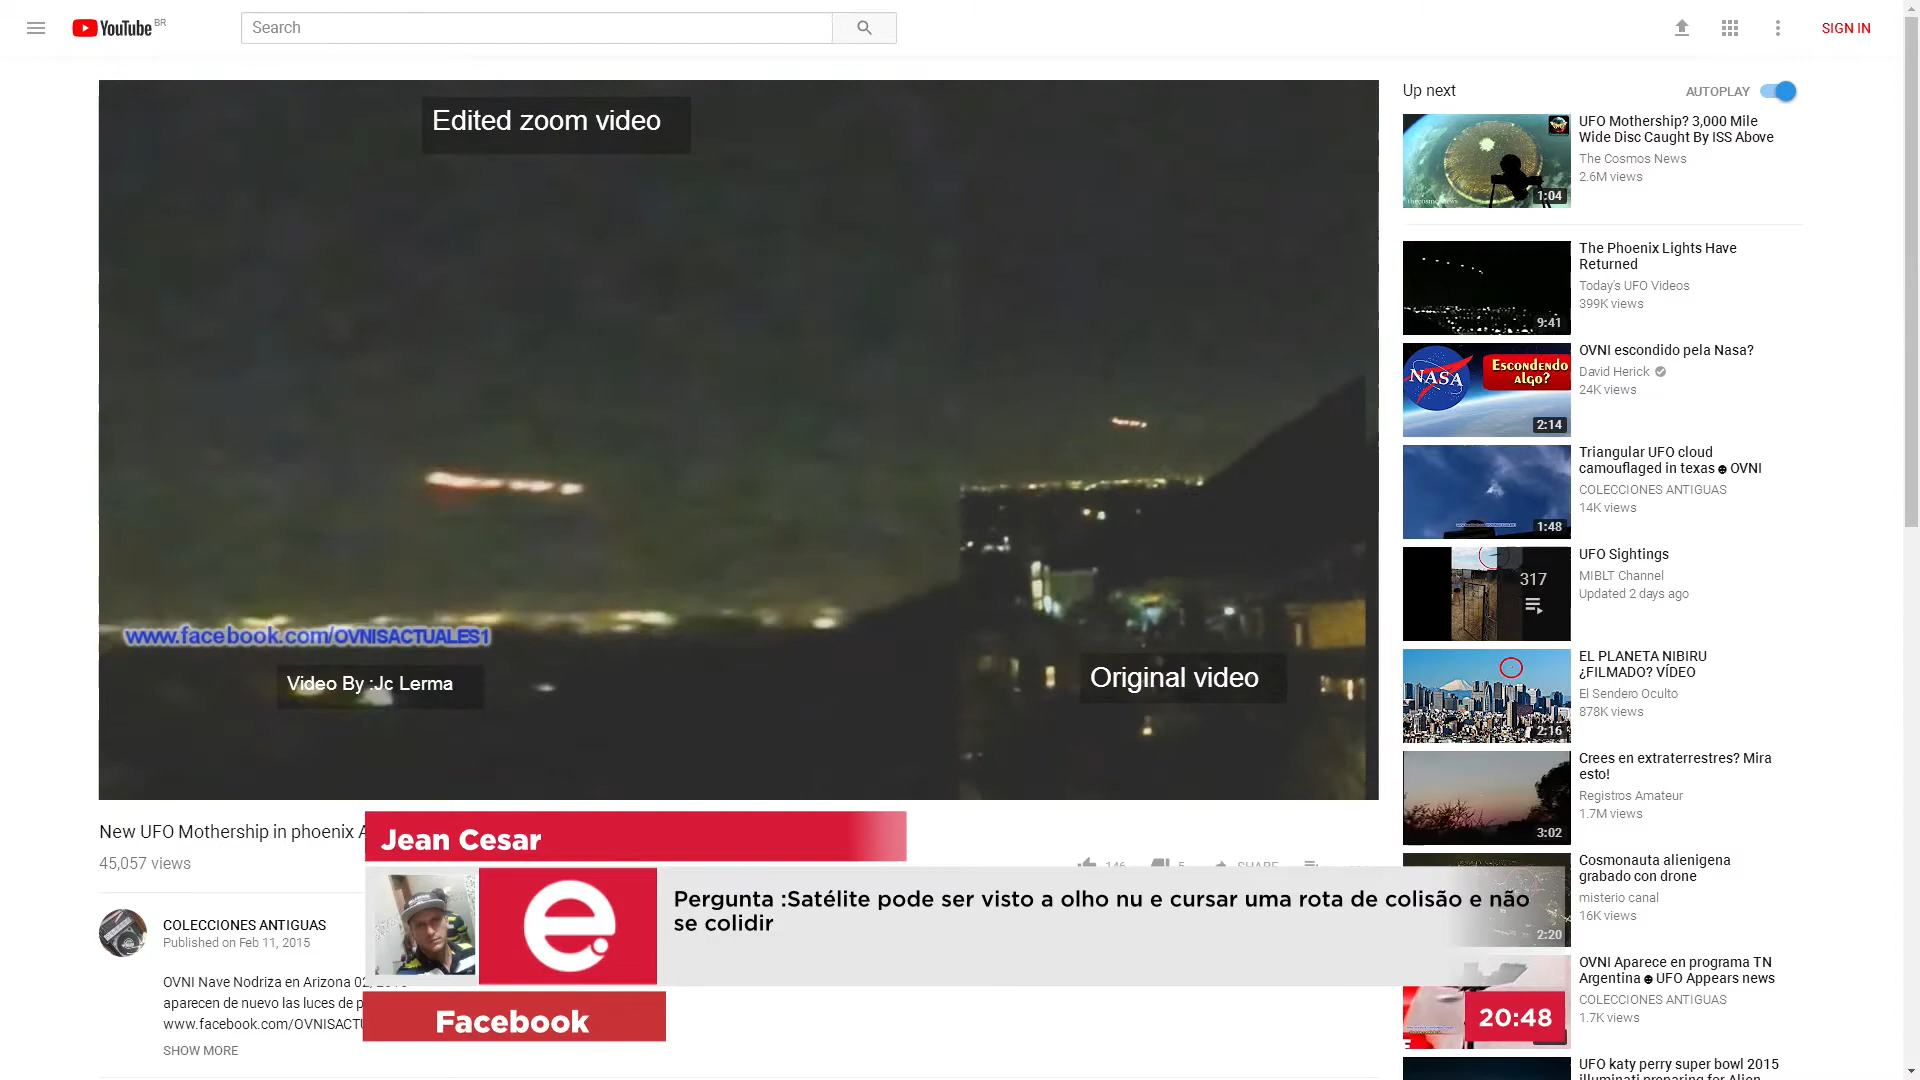 YouTube BR
Search
SIGN IN
Edited zoom video
www.facebook.com/OVNISACTUALES1
Video By :Jc Lerma
Original video
New UFO Mothership in phoenix
45,057 views
146
5
SHARE
COLECCIONES ANTIGUAS
Published on Feb 11, 2015
OVNI Nave Nodriza en Arizona
aparecen de nuevo las luces de
SHOW MORE
Jean Cesar
Pergunta :Satélite pode ser visto a olho nu e cursar uma rota de colisão e não
se colidir
Facebook
20:48
Up next
AUTOPLAY
UFO Mothership? 3,000 Mile
Wide Disc Caught By ISS Above
The Cosmos News
2.6M views
1:04
The Phoenix Lights Have
Returned
Today's UFO Videos
399K views
9:41
NASA
Escondendo
algo?
2:14
OVNI escondido pela Nasa?
David Herick
24K views
Triangular UFO cloud
camouflaged in texas☻OVNI
COLECCIONES ANTIGUAS
14K views
1:48
UFO Sightings
MIBLT Channel
Updated 2 days ago
317
EL PLANETA NIBIRU
¿FILMADO? VÍDEO
El Sendero Oculto
878K views
2:16
Crees en extraterrestres? Mira
esto!
Registros Amateur
1.7M views
3:02
Cosmonauta alienigena
grabado con drone
misterio canal
16K views
2:20
OVNI Aparece en programa TN
Argentina☻UFO Appears news
COLECCIONES ANTIGUAS
1.7K views
UFO katy perry super bowl 2015
illuminati preparing for Alien